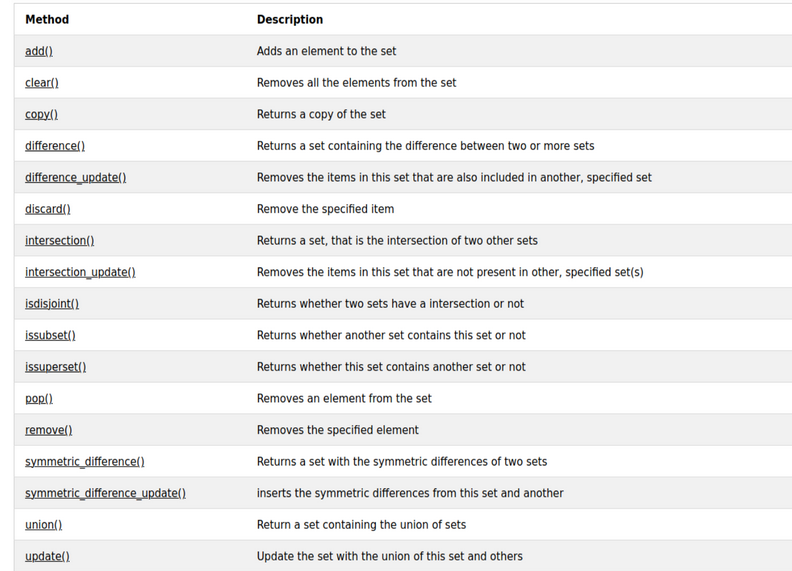 Method Description
add() Adds an element to the set
clear() Removes all the elements from the set
copy() Returns a copy of the set
difference() Returns a set containing the difference between two or more sets
difference_update() Removes the items in this set that are also included in another, specified set
discard() Remove the specified item
intersection() Returns a set, that is the intersection of two other sets
intersection_update() Removes the items in this set that are not present in other, specified set(s)
isdisjoint() Returns whether two sets have a intersection or not
issubset() Returns whether another set contains this set or not
issuperset() Returns whether this set contains another set or not
pop() Removes an element from the set
remove() Removes the specified element
symmetric_difference() Returns a set with the symmetric differences of two sets
symmetric_difference_update() inserts the symmetric differences from this set and another
union() Return a set containing the union of sets
update() Update the set with the union of this set and others